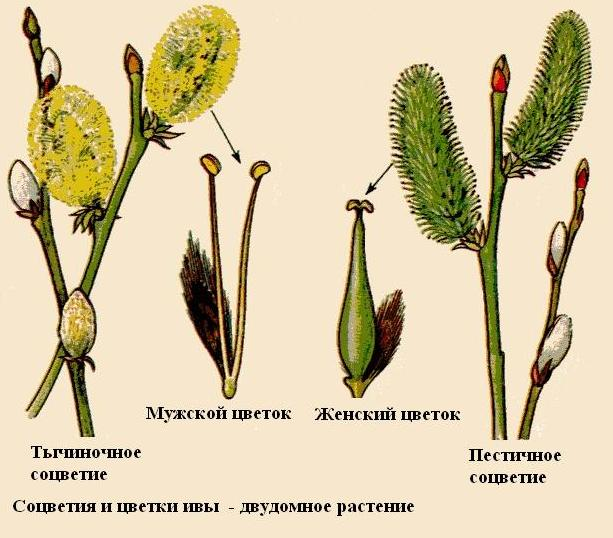 Мужской цветок
Женский цветок
Тычиночное
соцветие
Пестичное
соцветие
Соцветия и цветки ивы - двудомное растение